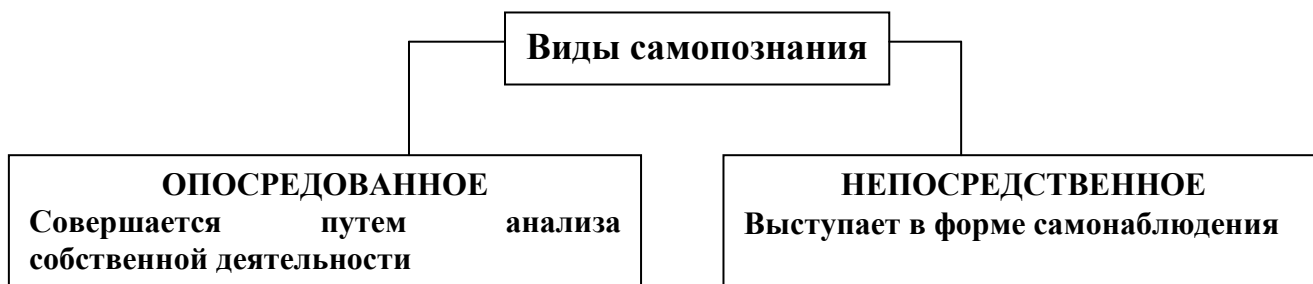 Виды самопознания
ОПОСРЕДОВАННОЕ
Совершается путем анализа
собственной деятельности
НЕПОСРЕДСТВЕННОЕ
Выступает в форме самонаблюдения